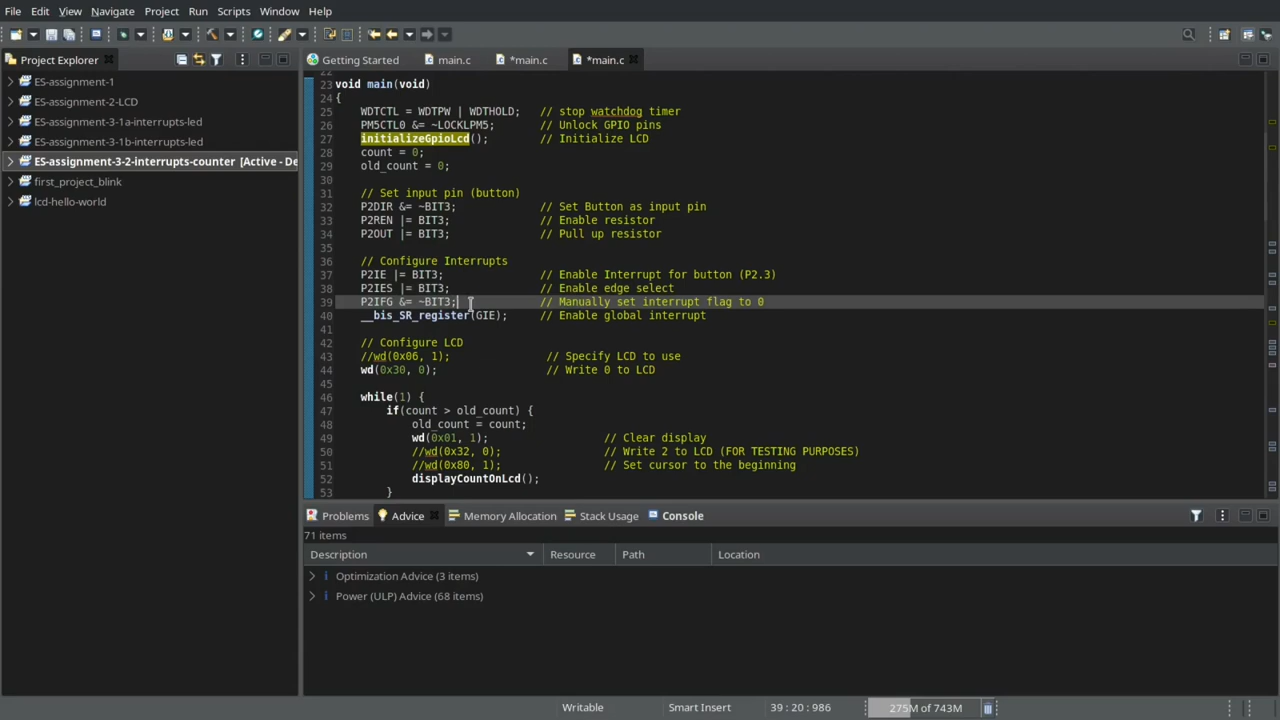 File Edit View Navigate Project Run Scripts Window Help
Project Explorer
Getting Started
main.c
*main.c
*main.c
ES-assignment-1
ES-assignment-2-LCD
ES-assignment-3-1a-interrupts-led
ES-assignment-3-1b-interrupts-led
ES-assignment-3-2-interrupts-counter [Active - De
first_project_blink
lcd-hello-world
22
23 void main(void)
24 {
25 WDTCTL = WDTPW | WDTHOLD; // stop watchdog timer
26 PM5CTL0 &= ~LOCKLPM5; // Unlock GPIO pins
27 initializeGpioLcd(); // Initialize LCD
28 count = 0;
29 old_count = 0;
30
31 // Set input pin (button)
32 P2DIR &= ~BIT3; // Set Button as input pin
33 P2REN |= BIT3; // Enable resistor
34 P2OUT |= BIT3; // Pull up resistor
35
36 // Configure Interrupts
37 P2IE |= BIT3; // Enable Interrupt for button (P2.3)
38 P2IES |= BIT3; // Enable edge select
39 P2IFG &= ~BIT3; // Manually set interrupt flag to 0
40 __bis_SR_register(GIE); // Enable global interrupt
41
42 // Configure LCD
43 //wd(0x06, 1); // Specify LCD to use
44 wd(0x30, 0); // Write 0 to LCD
45
46 while(1) {
47 if(count > old_count) {
48 old_count = count;
49 wd(0x01, 1); // Clear display
50 //wd(0x32, 0); // Write 2 to LCD (FOR TESTING PURPOSES)
51 //wd(0x80, 1); // Set cursor to the beginning
52 displayCountOnLcd();
53 }
Problems Advice Memory Allocation Stack Usage Console
71 items
Description Resource Path Location
Optimization Advice (3 items)
Power (ULP) Advice (68 items)
Writable Smart Insert 39 : 20 : 986 275M of 743M